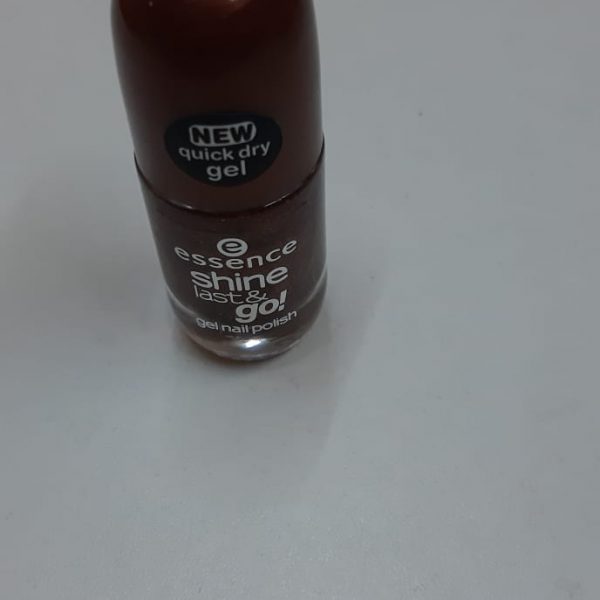 NEW
quick dry
gel
e
essence
shine
last &
go!
gel nail polish